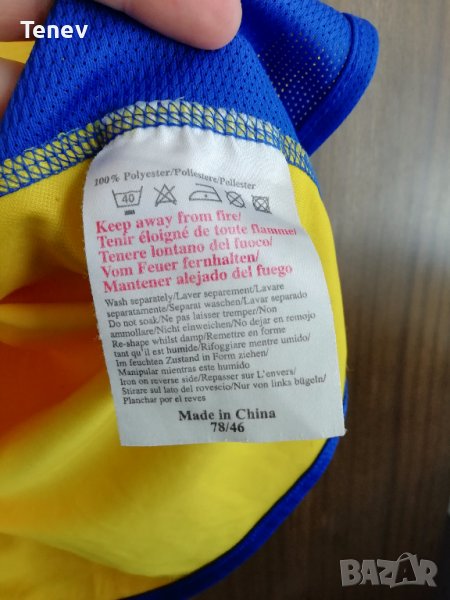 Tenev
100% Polyester/Poliestere/Poliester
40
Keep away from fire/
Tenir éloigné de toute flamme/
Tenere lontano del fuoco/
Vom Feuer fernhalten/
Mantener alejado del fuego
Wash separately/Laver separement/Lavare
separatamente/Separat waschen/Lavar separado
Do not soak/Ne pas laisser tremper/Non
ammollare/Nicht einweichen/No dejar en remojo
Re-shape whilst damp/Remettre en forme
tant qu'il est humide/Rifoggiare mentre umido/
Im feuchten Zustand in Form ziehen/
Manipular mientras este humido
Iron on reverse side/Repasser sur L'envers/
Stirare sul lato del rovescio/Nur von links bügeln/
Planchar por el reves
Made in China
78/46
BAZAR